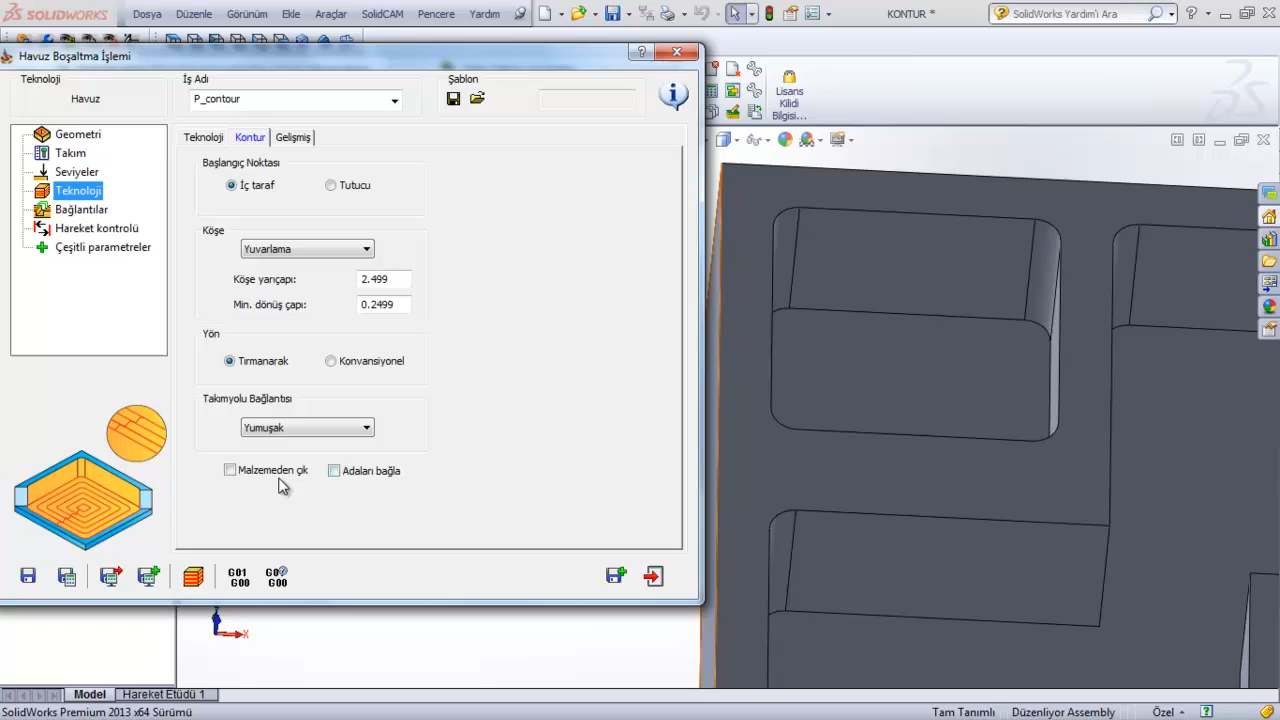 SOLIDWORKS
Dosya
Düzenle
Görünüm
Ekle
Araçlar
SolidCAM
Pencere
Yardım
KONTUR *
SolidWorks Yardım'ı Ara
Havuz Boşaltma İşlemi
Teknoloji
Havuz
İş Adı
P_contour
Şablon
Lisans
Kilidi
Bilgisi...
Geometri
Takım
Seviyeler
Teknoloji
Bağlantılar
Hareket kontrolü
Çeşitli parametreler
Teknoloji
Kontur
Gelişmiş
Başlangıç Noktası
İç taraf
Tutucu
Köşe
Yuvarlama
Köşe yarıçapı:
2.499
Min. dönüş çapı:
0.2499
Yön
Tırmanarak
Konvansiyonel
Takımyolu Bağlantısı
Yumuşak
Malzemeden çık
Adaları bağla
G01
G00
G00
X
Model
Hareket Etüdü 1
SolidWorks Premium 2013 x64 Sürümü
Tam Tanımlı
Düzenliyor Assembly
Özel